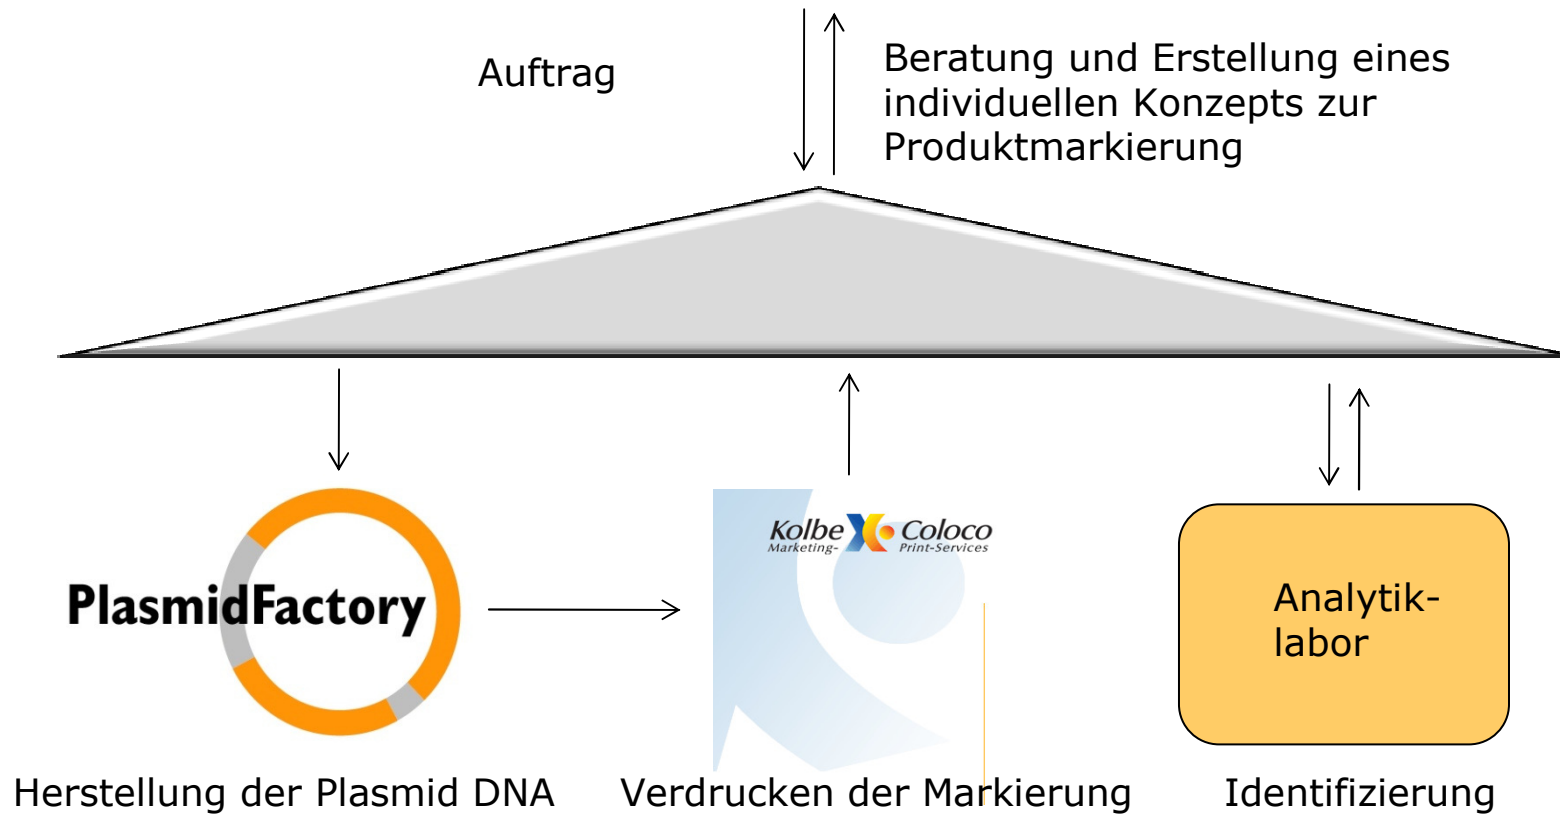 Auftrag
Beratung und Erstellung eines
individuellen Konzepts zur
Produktmarkierung
PlasmidFactory
Kolbe Coloco
Marketing- Print-Services
Analytik-
labor
Herstellung der Plasmid DNA
Verdrucken der Markierung
Identifizierung